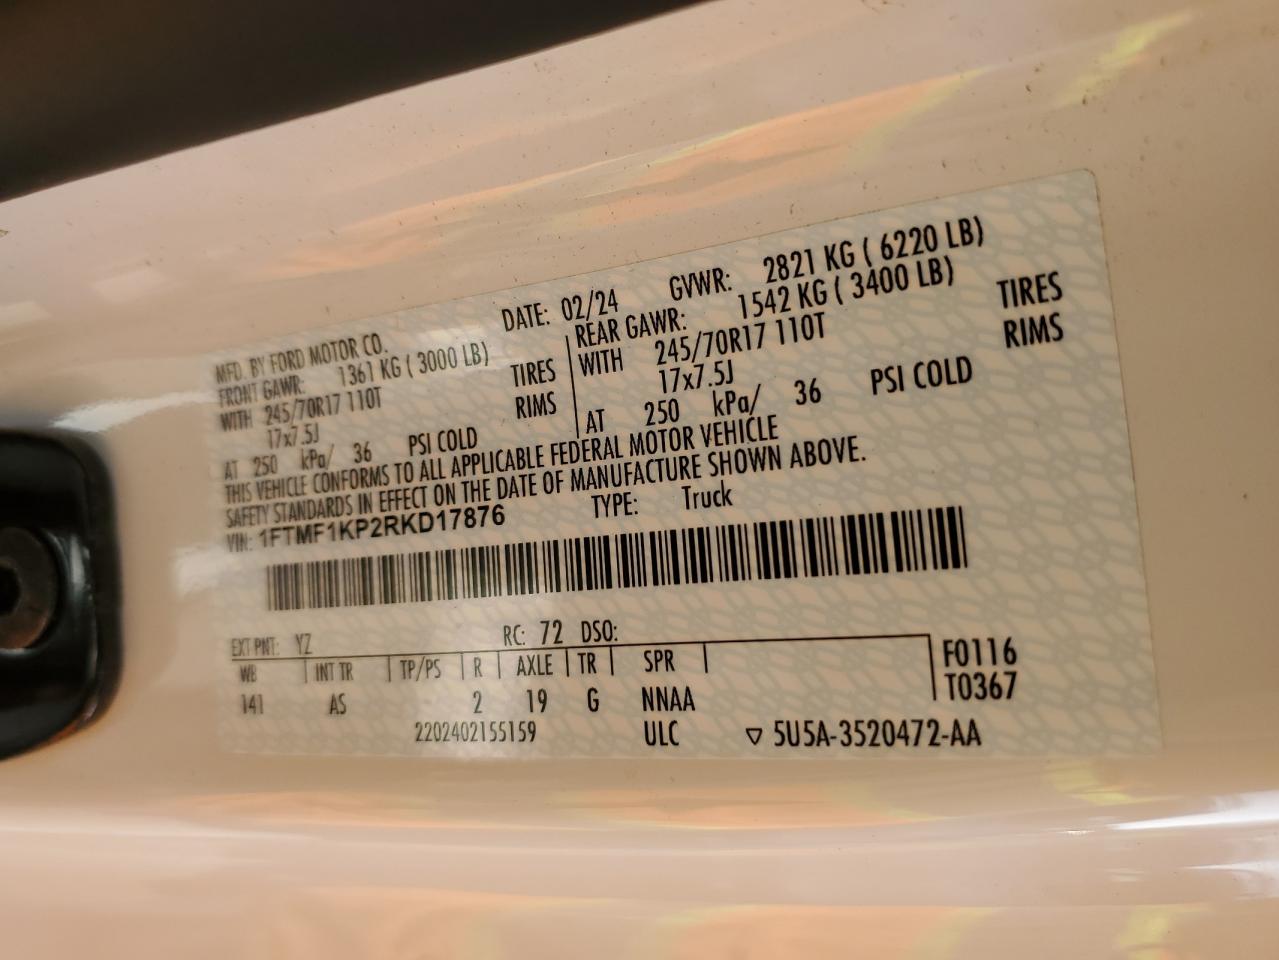 MFD. BY FORD MOTOR CO. DATE: 02/24 GVWR: 2821 KG ( 6220 LB)
FRONT GAWR: 1361 KG ( 3000 LB) REAR GAWR: 1542 KG ( 3400 LB)
WITH 245/70R17 110T TIRES WITH 245/70R17 110T TIRES
17x7.5J RIMS 17x7.5J RIMS
AT 250 kPa/ 36 PSI COLD AT 250 kPa/ 36 PSI COLD
THIS VEHICLE CONFORMS TO ALL APPLICABLE FEDERAL MOTOR VEHICLE
SAFETY STANDARDS IN EFFECT ON THE DATE OF MANUFACTURE SHOWN ABOVE.
VIN: 1FTMF1KP2RKD17876 TYPE: Truck
EXT PNT: YZ RC: 72 DSO:
WB INT TR TP/PS R AXLE TR SPR F0116
141 AS 2 19 G NNAA T0367
2202402155159 ULC ▽ 5U5A-3520472-AA